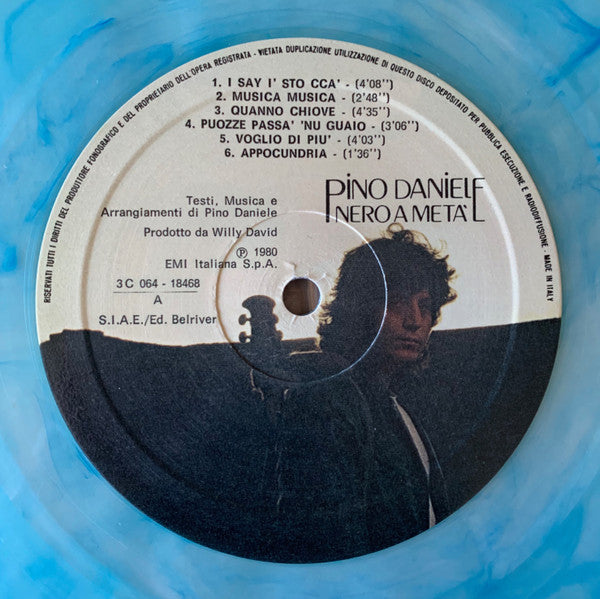 RISERVATI TUTTI I DIRITTI DEL PRODUTTORE FONOGRAFICO E DEL PROPRIETARIO DELL'OPERA REGISTRATA - VIETATA DUPLICAZIONE UTILIZZAZIONE DI QUESTO DISCO DEPOSITATO PER PUBBLICA ESECUZIONE E RADIODIFFUSIONE - MADE IN ITALY
1. I SAY I' STO CCA' - (4'08'')
2. MUSICA MUSICA - (2'48'')
3. QUANNO CHIOVE - (4'35'')
4. PUOZZE PASSA' 'NU GUAIO - (3'06'')
5. VOGLIO DI PIU' - (4'03'')
6. APPOCUNDRIA - (1'36'')
PINO DANIELE
NERO A METÀ
Testi, Musica e
Arrangiamenti di Pino Daniele
Prodotto da Willy David
℗ 1980
EMI Italiana S.p.A.
3C 064 - 18468
A
S.I.A.E./Ed. Belriver